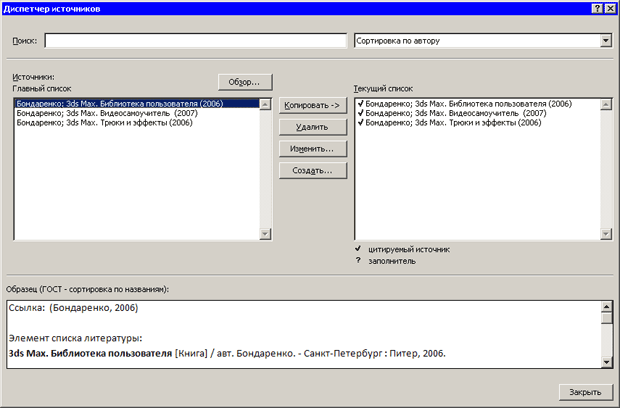 Диспетчер источников
Поиск:
Сортировка по автору
Источники:
Главный список
Обзор...
Текущий список
Бондаренко; 3ds Max. Библиотека пользователя (2006)
Бондаренко; 3ds Max. Видеосамоучитель (2007)
Бондаренко; 3ds Max. Трюки и эффекты (2006)
Копировать ->
Удалить
Изменить...
Создать...
✓ Бондаренко; 3ds Max. Библиотека пользователя (2006)
✓ Бондаренко; 3ds Max. Видеосамоучитель (2007)
✓ Бондаренко; 3ds Max. Трюки и эффекты (2006)
✓ цитируемый источник
? заполнитель
Образец (ГОСТ - сортировка по названиям):
Ссылка: (Бондаренко, 2006)
Элемент списка литературы:
3ds Max. Библиотека пользователя [Книга] / авт. Бондаренко. - Санкт-Петербург : Питер, 2006.
Закрыть